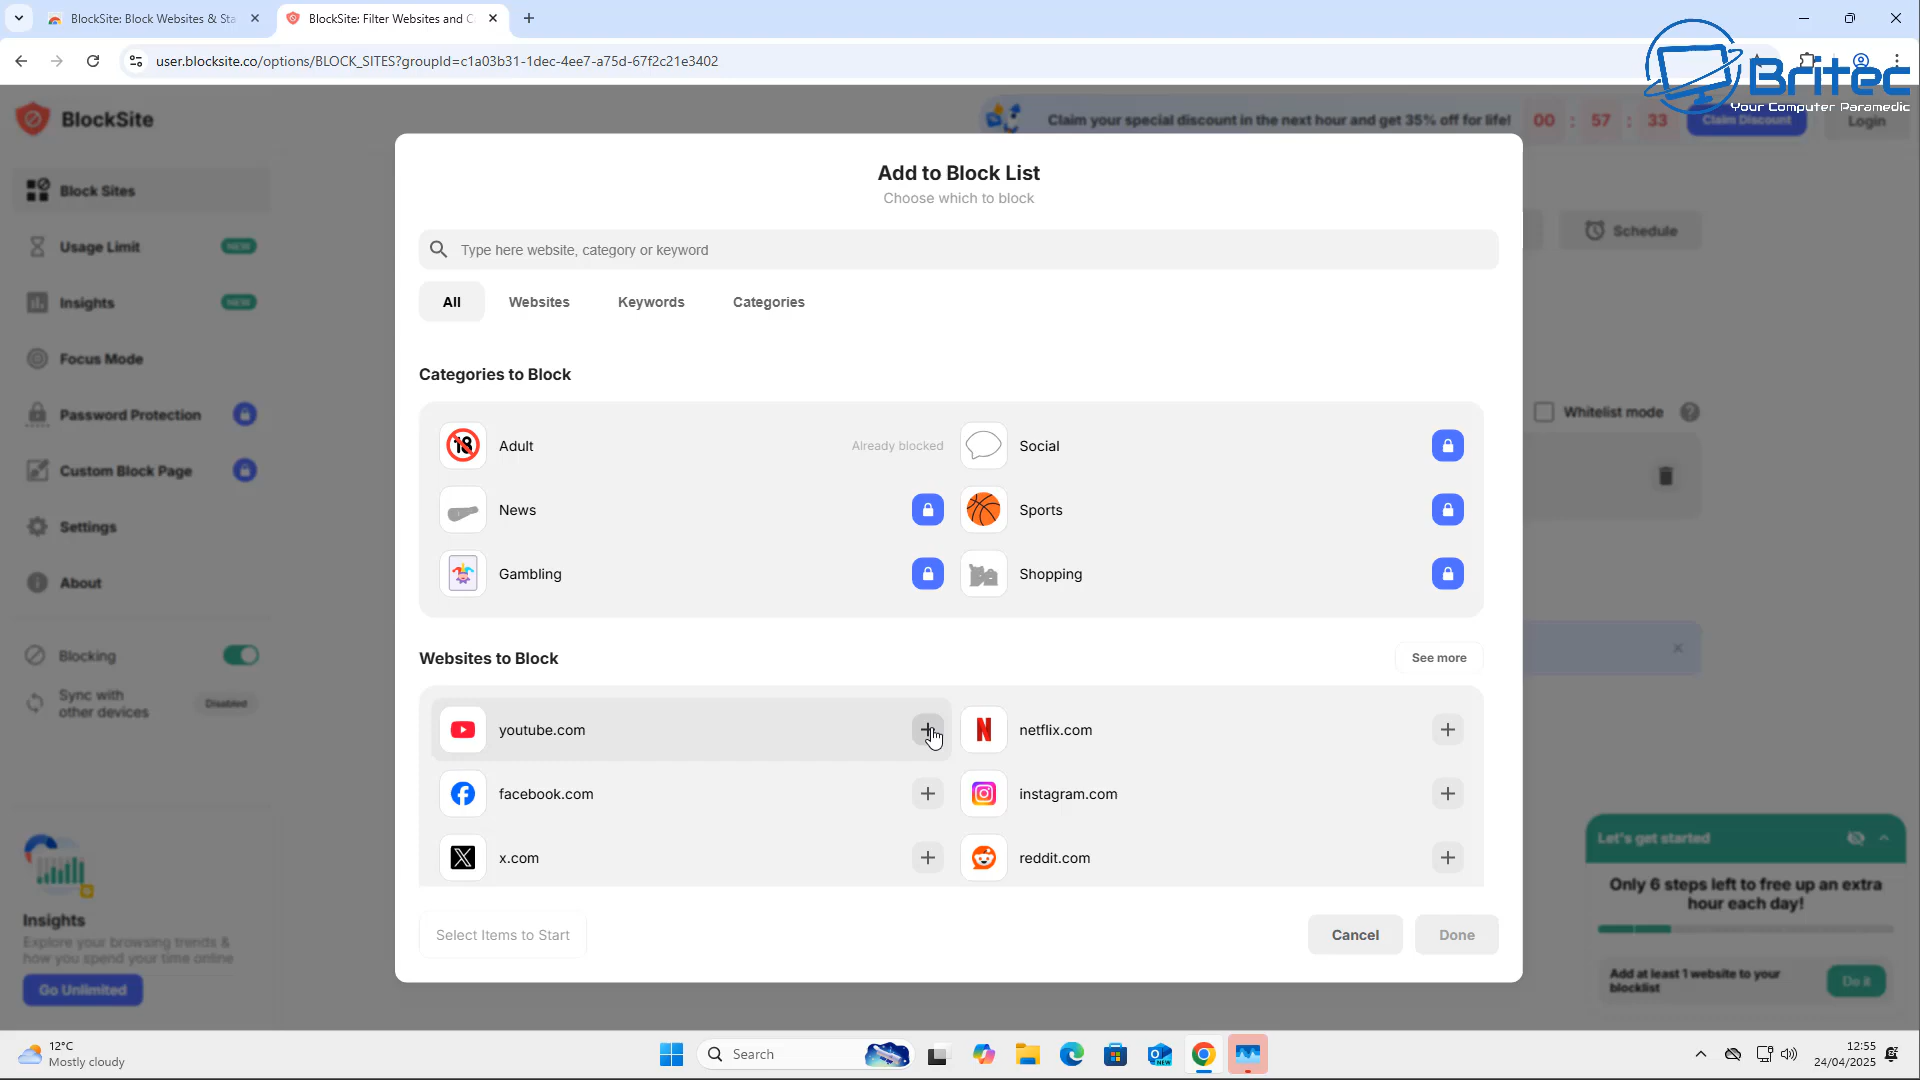 BlockSite: Block Websites & Sta
BlockSite: Filter Websites and C
user.blocksite.co/options/BLOCK_SITES?groupId=c1a03b31-1dec-4ee7-a75d-67f2c21e3402
Britec
Your Computer Paramedic
BlockSite
Claim your special discount in the next hour and get 35% off for life!
00 : 57 : 33
Claim Discount
Login
Block Sites
Usage Limit NEW
Insights NEW
Focus Mode
Password Protection
Custom Block Page
Settings
About
Blocking
Sync with
other devices
Disabled
Insights
Explore your browsing trends &
how you spend your time online
Go Unlimited
Add to Block List
Choose which to block
Type here website, category or keyword
All Websites Keywords Categories
Categories to Block
Adult Already blocked Social
News Sports
Gambling Shopping
Websites to Block See more
youtube.com netflix.com
facebook.com instagram.com
x.com reddit.com
Select Items to Start Cancel Done
Schedule
Whitelist mode
Let's get started
Only 6 steps left to free up an extra
hour each day!
Add at least 1 website to your
blocklist
Do it
12°C
Mostly cloudy
Search
NEW
12:55
24/04/2025